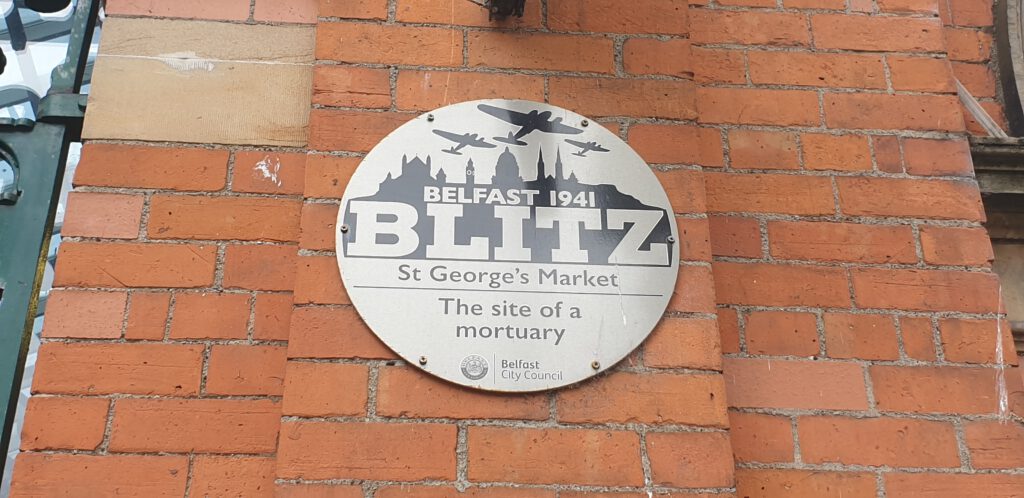 BELFAST 1941
BLITZ
St George's Market
The site of a
mortuary
Belfast
City Council